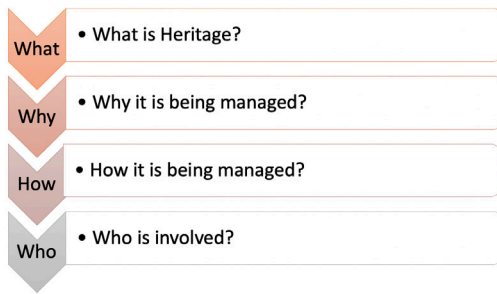 What
• What is Heritage?
Why
• Why it is being managed?
How
• How it is being managed?
Who
• Who is involved?